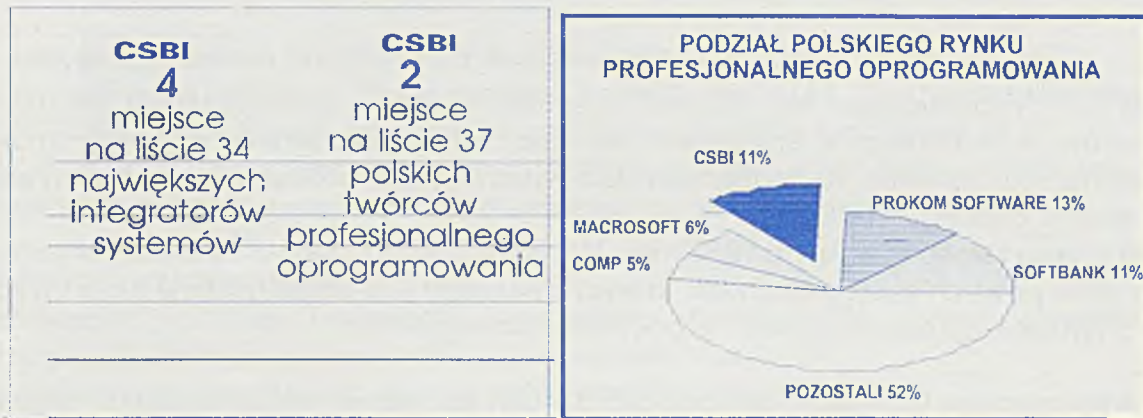 CSBI
4
miejsce
na liście 34
największych
integratorów
systemów
CSBI
2
miejsce
na liście 37
polskich
twórców
profesjonalnego
oprogramowania
PODZIAŁ POLSKIEGO RYNKU
PROFESJONALNEGO OPROGRAMOWANIA
CSBI 11%
PROKOM SOFTWARE 13%
MACROSOFT 6%
COMP 5%
SOFTBANK 11%
POZOSTALI 52%